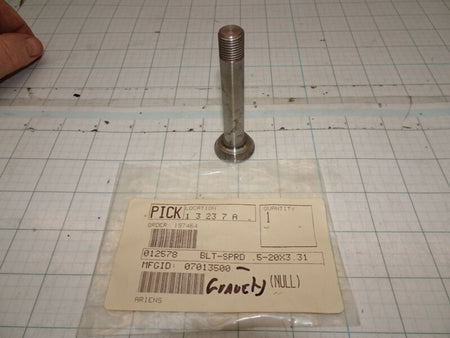 PICK LOCATION 1 3 23 7 A QUANTITY 1
ORDER: 197464
012578 BLT-SPRD .5-20X3.31
MFGID: 07013500
Gravely (NULL)
ARIENS